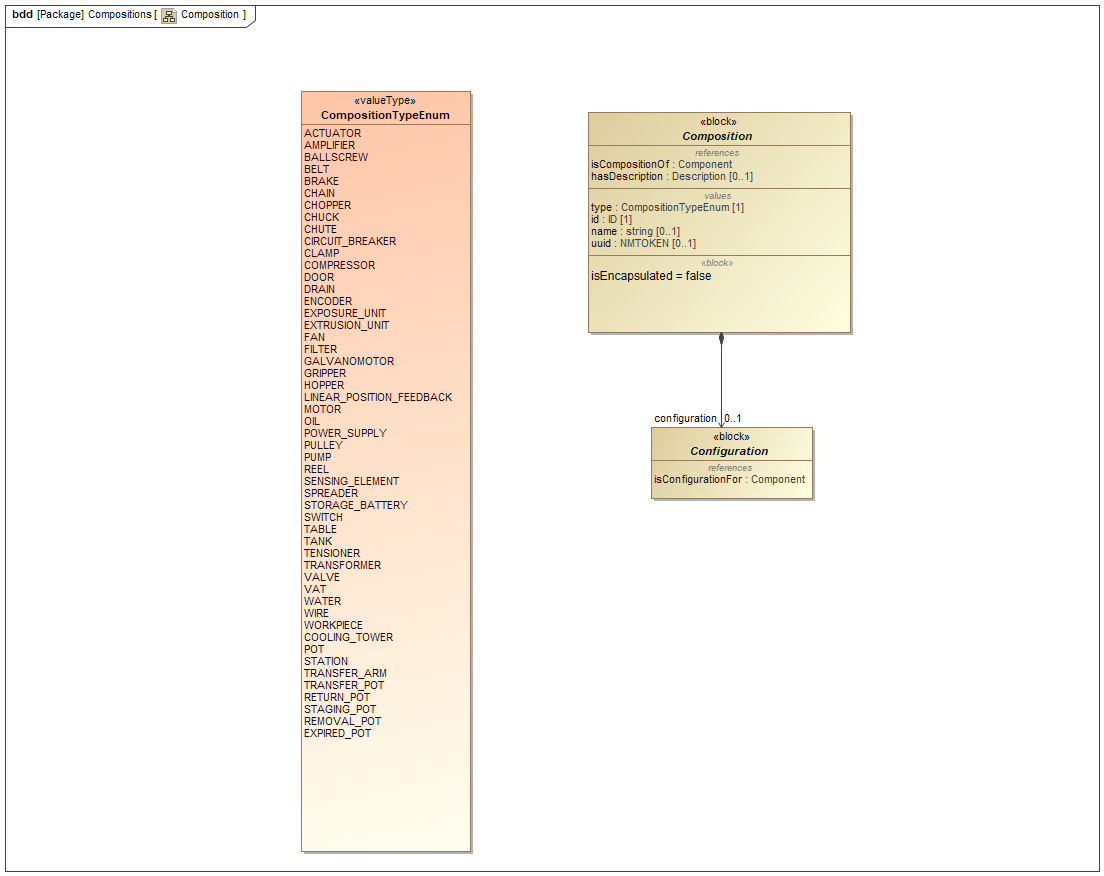 bdd [Package] Compositions [ Composition ]
«valueType»
CompositionTypeEnum
ACTUATOR
AMPLIFIER
BALLSCREW
BELT
BRAKE
CHAIN
CHOPPER
CHUCK
CHUTE
CIRCUIT_BREAKER
CLAMP
COMPRESSOR
DOOR
DRAIN
ENCODER
EXPOSURE_UNIT
EXTRUSION_UNIT
FAN
FILTER
GALVANOMOTOR
GRIPPER
HOPPER
LINEAR_POSITION_FEEDBACK
MOTOR
OIL
POWER_SUPPLY
PULLEY
PUMP
REEL
SENSING_ELEMENT
SPREADER
STORAGE_BATTERY
SWITCH
TABLE
TANK
TENSIONER
TRANSFORMER
VALVE
VAT
WATER
WIRE
WORKPIECE
COOLING_TOWER
POT
STATION
TRANSFER_ARM
TRANSFER_POT
RETURN_POT
STAGING_POT
REMOVAL_POT
EXPIRED_POT
«block»
Composition
references
isCompositionOf : Component
hasDescription : Description [0..1]
values
type : CompositionTypeEnum [1]
id : ID [1]
name : string [0..1]
uuid : NMTOKEN [0..1]
«block»
isEncapsulated = false
configuration 0..1
«block»
Configuration
references
isConfigurationFor : Component